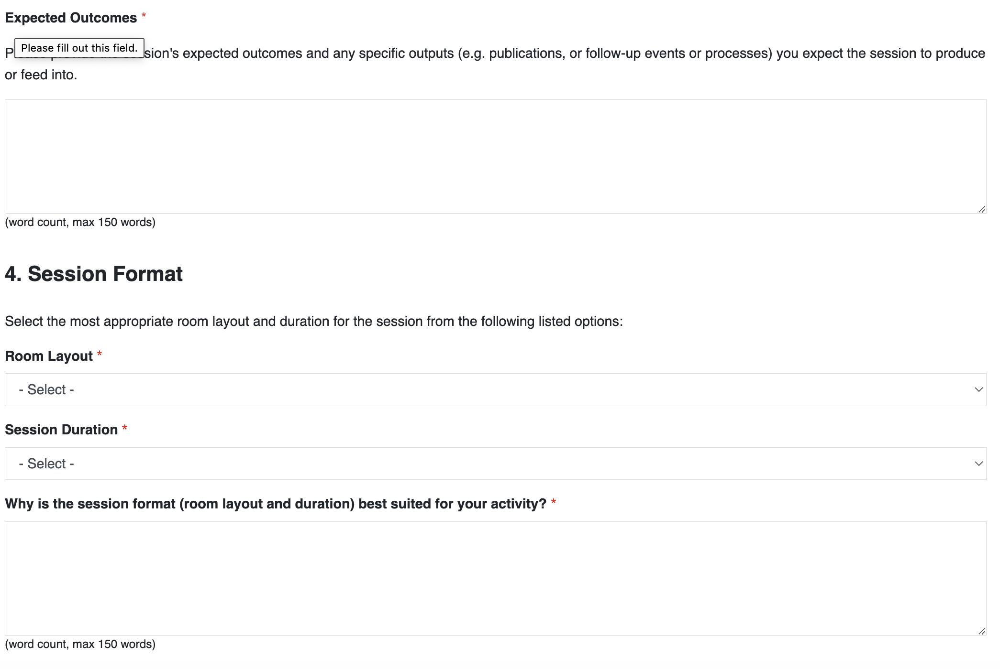 Expected Outcomes *
Please fill out this field.
sion's expected outcomes and any specific outputs (e.g. publications, or follow-up events or processes) you expect the session to produce
or feed into.
(word count, max 150 words)
4. Session Format
Select the most appropriate room layout and duration for the session from the following listed options:
Room Layout *
- Select -
Session Duration *
- Select -
Why is the session format (room layout and duration) best suited for your activity? *
(word count, max 150 words)